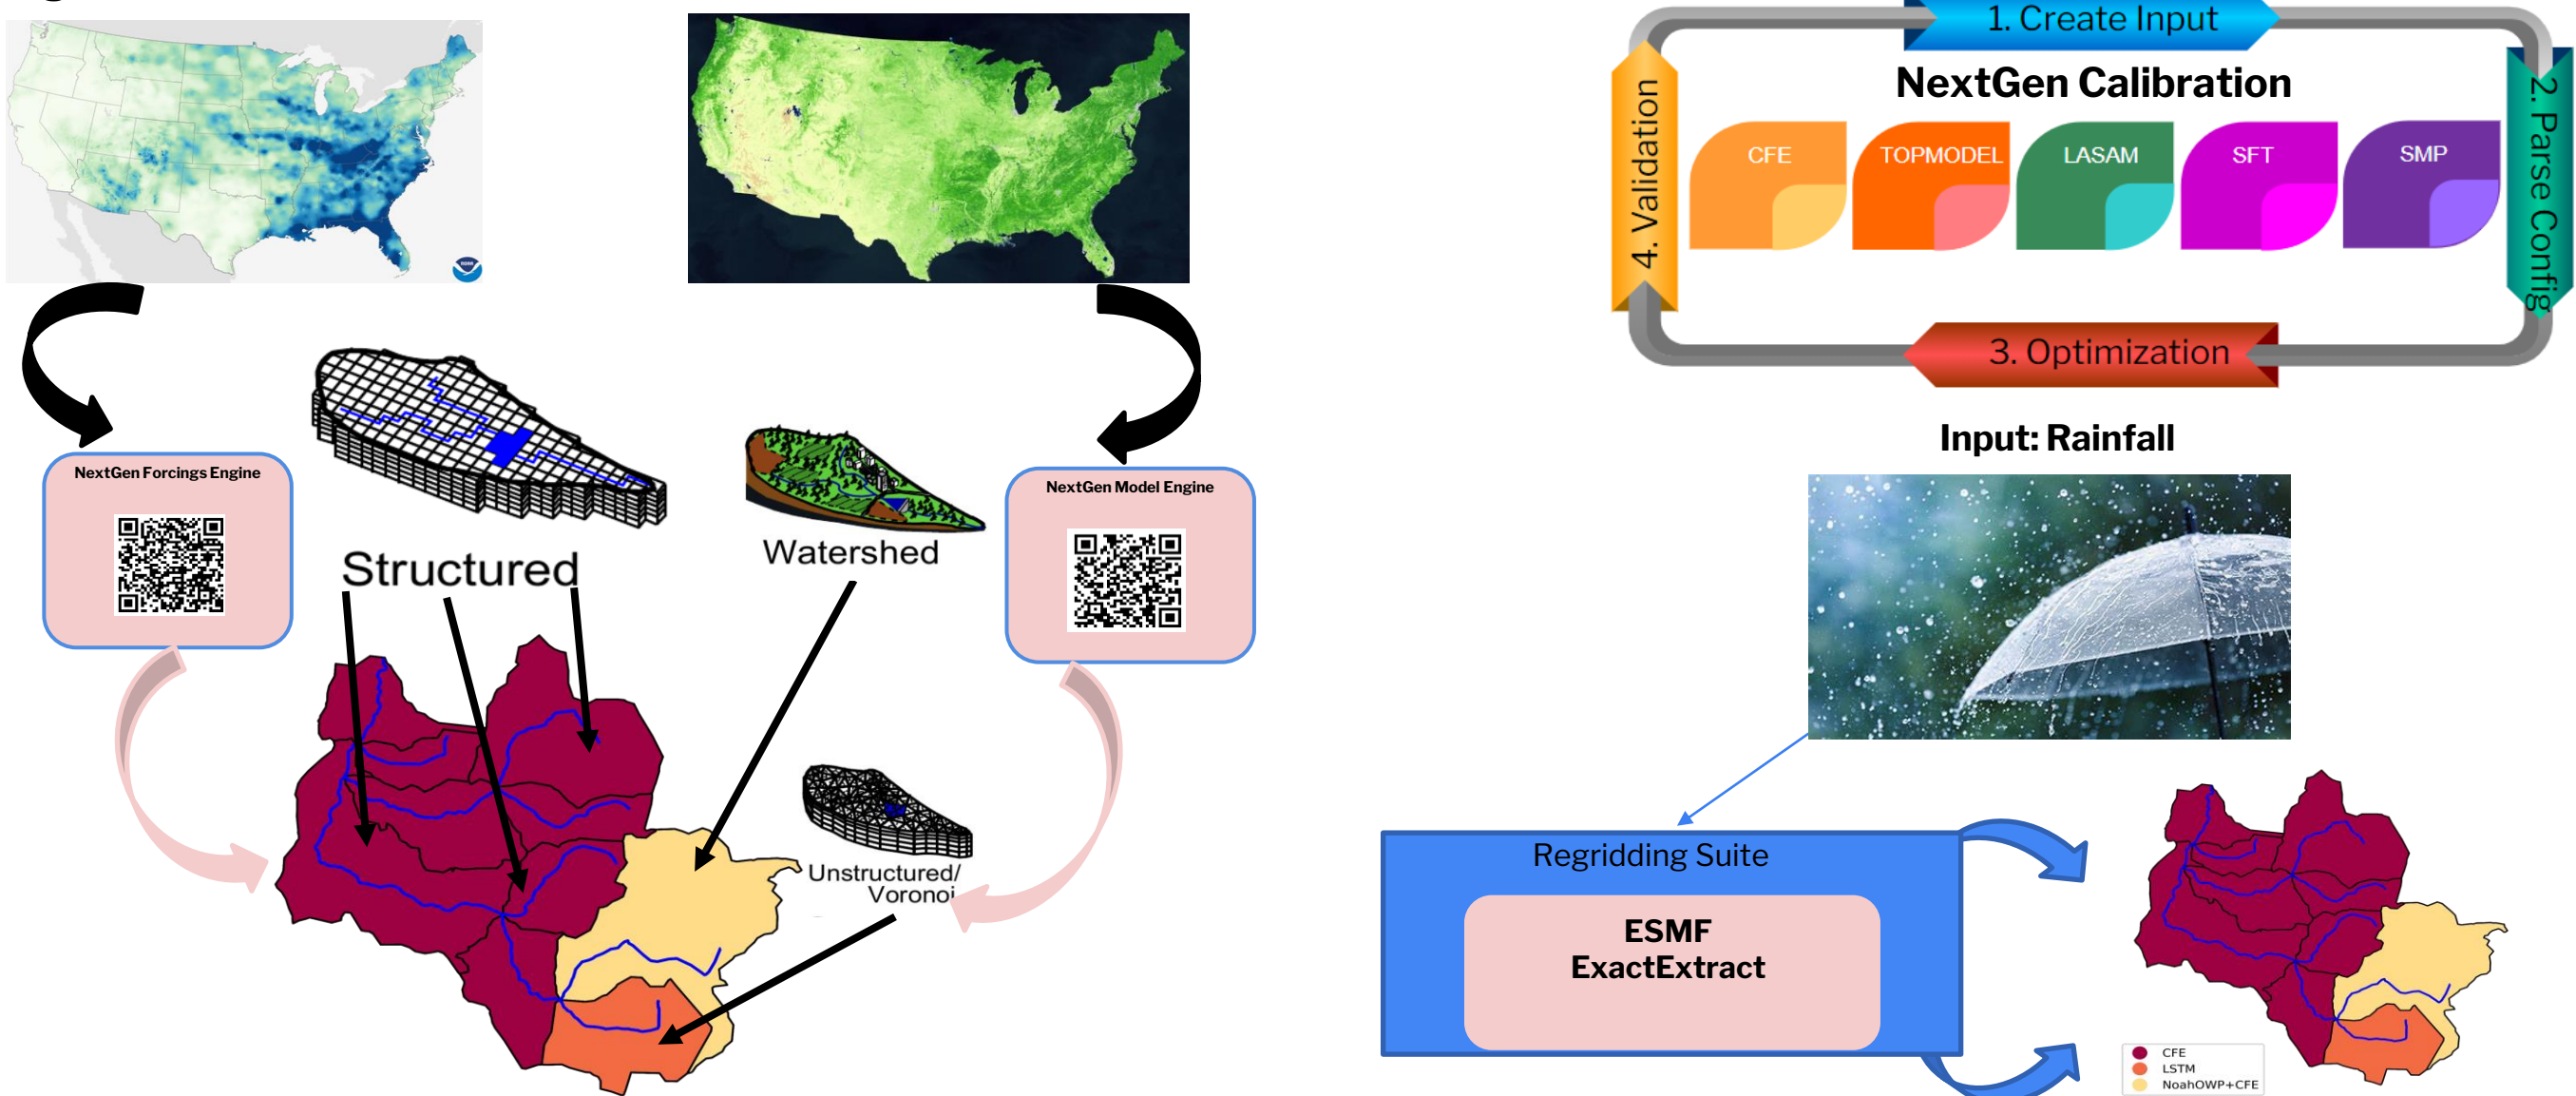 NextGen Forcings Engine
Structured
Watershed
NextGen Model Engine
Unstructured/
Voronoi
1. Create Input
2. Parse Config
3. Optimization
4. Validation
NextGen Calibration
CFE
TOPMODEL
LASAM
SFT
SMP
Input: Rainfall
Regridding Suite
ESMF
ExactExtract
CFE
LSTM
NoahOWP+CFE